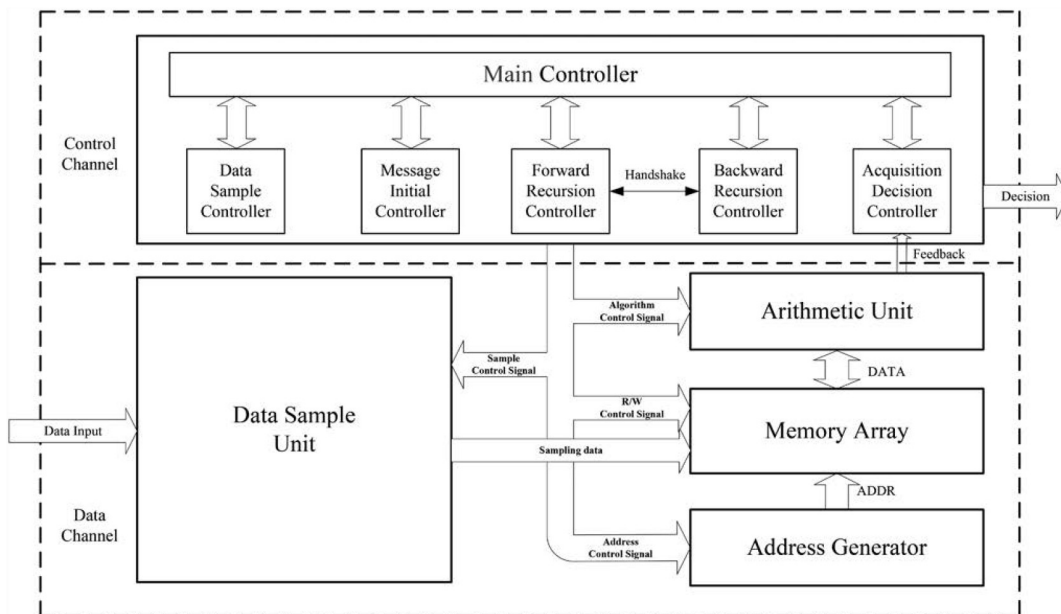 Main Controller
Control
Channel
Data
Sample
Controller
Message
Initial
Controller
Forward
Recursion
Controller
Handshake
Backward
Recursion
Controller
Acquisition
Decision
Controller
Decision
Feedback
Data Sample
Unit
Algorithm
Control Signal
Arithmetic Unit
Sample
Control Signal
DATA
R/W
Control Signal
Memory Array
Data Input
Sampling data
ADDR
Data
Channel
Address
Control Signal
Address Generator